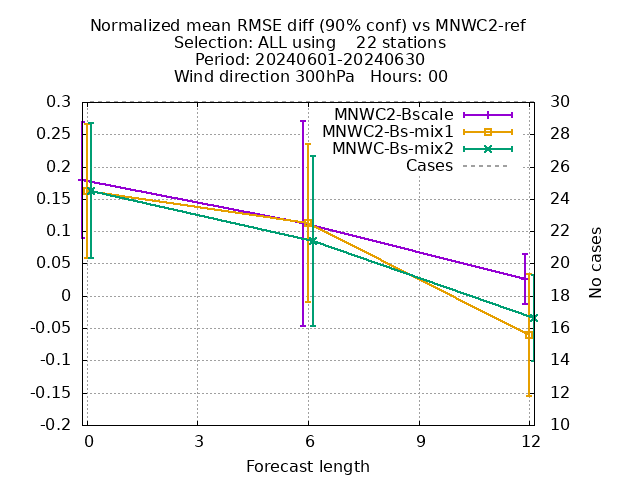 Normalized mean RMSE diff (90% conf) vs MNWC2-ref
Selection: ALL using    22 stations
Period: 20240601-20240630
Wind direction 300hPa   Hours: 00
MNWC2-Bscale
MNWC2-Bs-mix1
MNWC-Bs-mix2
Cases
0.3
0.25
0.2
0.15
0.1
0.05
0
-0.05
-0.1
-0.15
-0.2
30
28
26
24
22
20
18
16
14
12
10
No cases
0 3 6 9 12
Forecast length